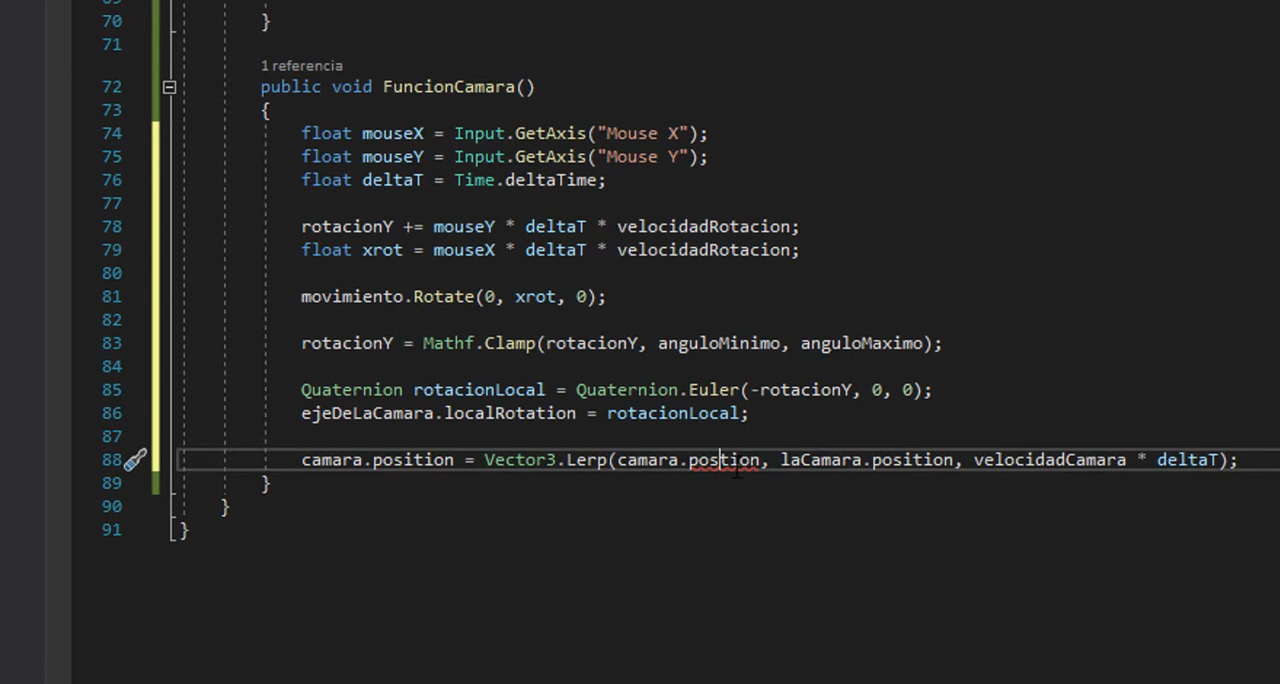 70 }
71
1 referencia
72 public void FuncionCamara()
73 {
74 float mouseX = Input.GetAxis("Mouse X");
75 float mouseY = Input.GetAxis("Mouse Y");
76 float deltaT = Time.deltaTime;
77
78 rotacionY += mouseY * deltaT * velocidadRotacion;
79 float xrot = mouseX * deltaT * velocidadRotacion;
80
81 movimiento.Rotate(0, xrot, 0);
82
83 rotacionY = Mathf.Clamp(rotacionY, anguloMinimo, anguloMaximo);
84
85 Quaternion rotacionLocal = Quaternion.Euler(-rotacionY, 0, 0);
86 ejeDeLaCamara.localRotation = rotacionLocal;
87
88 camara.position = Vector3.Lerp(camara.postion, laCamara.position, velocidadCamara * deltaT);
89 }
90 }
91 }